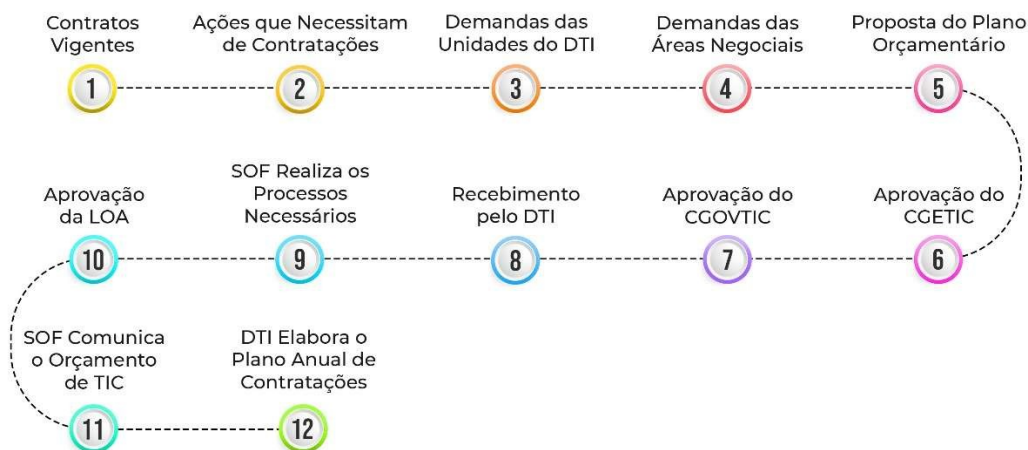 Contratos
Vigentes
1
Ações que Necessitam
de Contratações
2
Demandas das
Unidades do DTI
3
Demandas das
Áreas Negociais
4
Proposta do Plano
Orçamentário
5
Aprovação do
CGETIC
6
Aprovação do
CGOVTIC
7
Recebimento
pelo DTI
8
SOF Realiza os
Processos
Necessários
9
Aprovação
da LOA
10
SOF Comunica
o Orçamento
de TIC
11
DTI Elabora o
Plano Anual de
Contratações
12